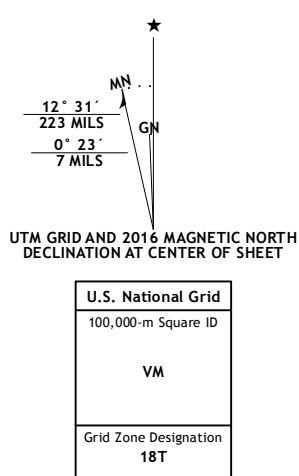 ★
MN
12° 31´
223 MILS
GN
0° 23´
7 MILS
UTM GRID AND 2016 MAGNETIC NORTH
DECLINATION AT CENTER OF SHEET
U.S. National Grid
100,000-m Square ID
VM
Grid Zone Designation
18T